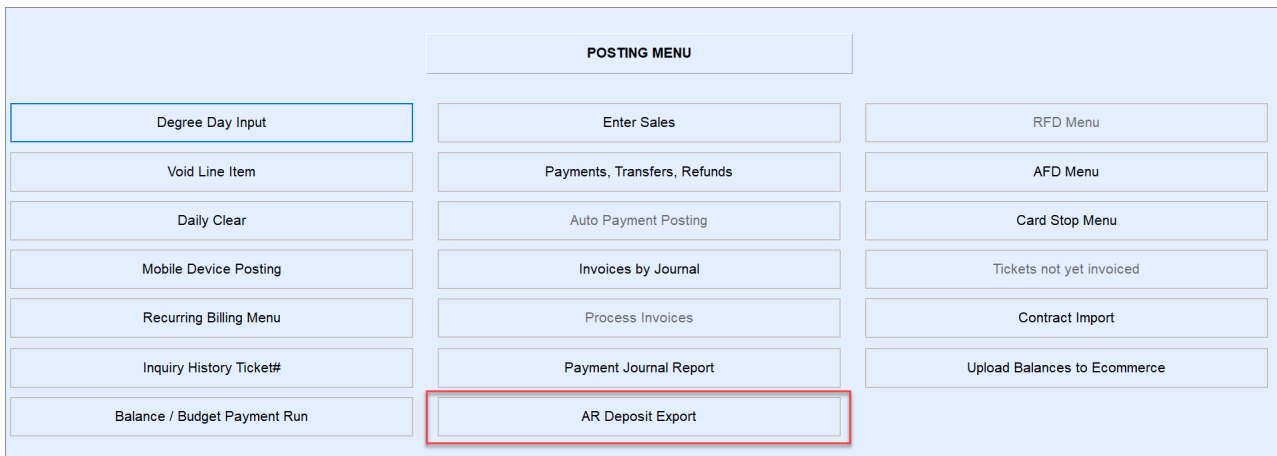 POSTING MENU
Degree Day Input
Enter Sales
RFD Menu
Void Line Item
Payments, Transfers, Refunds
AFD Menu
Daily Clear
Auto Payment Posting
Card Stop Menu
Mobile Device Posting
Invoices by Journal
Tickets not yet invoiced
Recurring Billing Menu
Process Invoices
Contract Import
Inquiry History Ticket#
Payment Journal Report
Upload Balances to Ecommerce
Balance / Budget Payment Run
AR Deposit Export